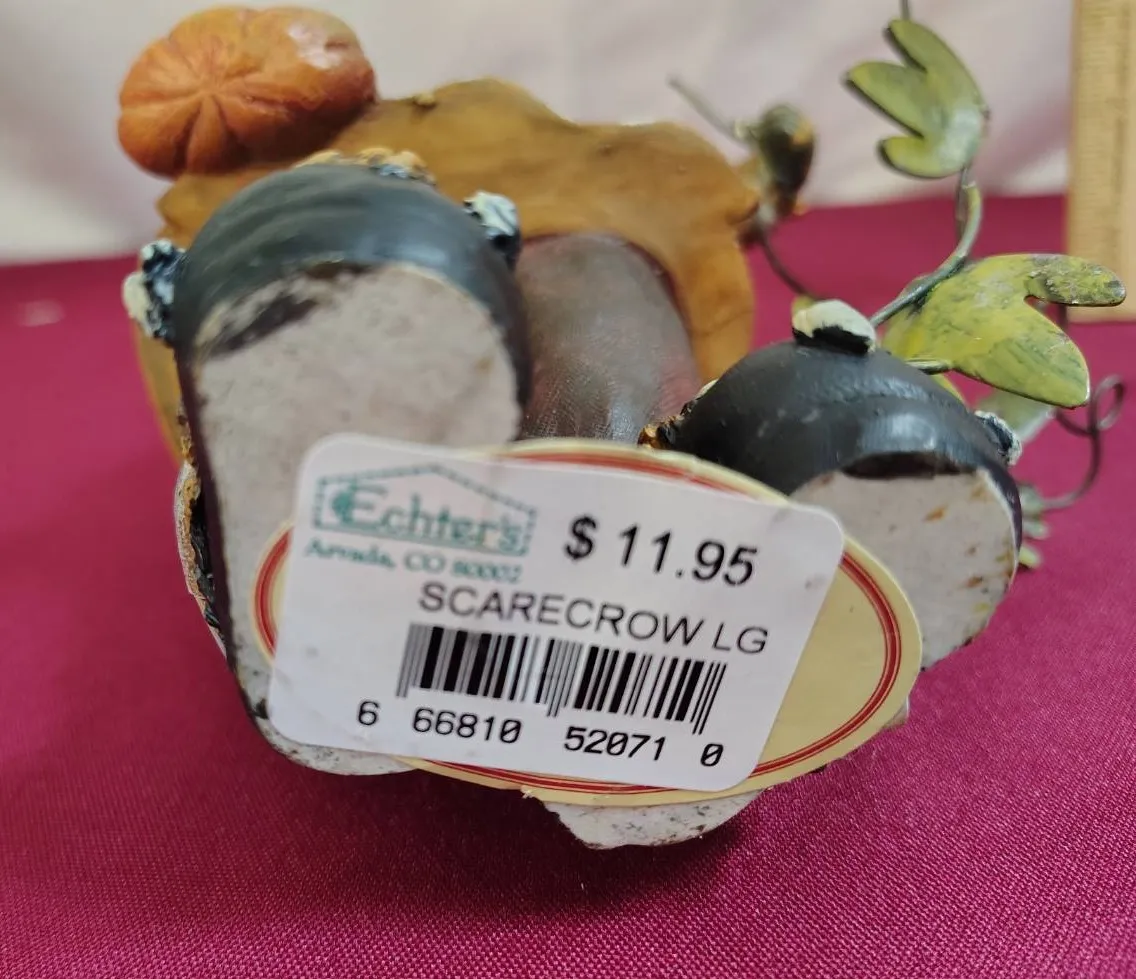 Echter's
Arvada, CO 80002
$ 11.95
SCARECROW LG
6 66810 52071 0